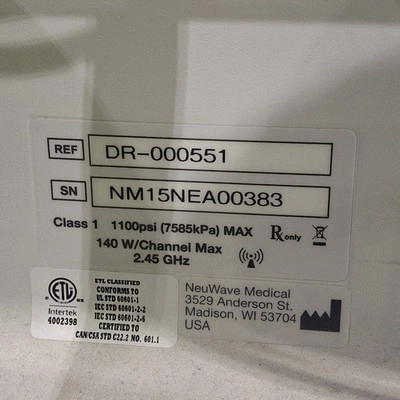 REF DR-000551
SN NM15NEA00383
Class 1 1100psi (7585kPa) MAX Rx only
140 W/Channel Max
2.45 GHz
ETL CLASSIFIED
CONFORMS TO
UL STD 60601-1
IEC STD 60601-2-2
IEC STD 60601-2-6
CERTIFIED TO
CAN/CSA STD C22.2 NO. 601.1
ETL
CM
US
Intertek
4002398
NeuWave Medical
3529 Anderson St.
Madison, WI 53704
USA